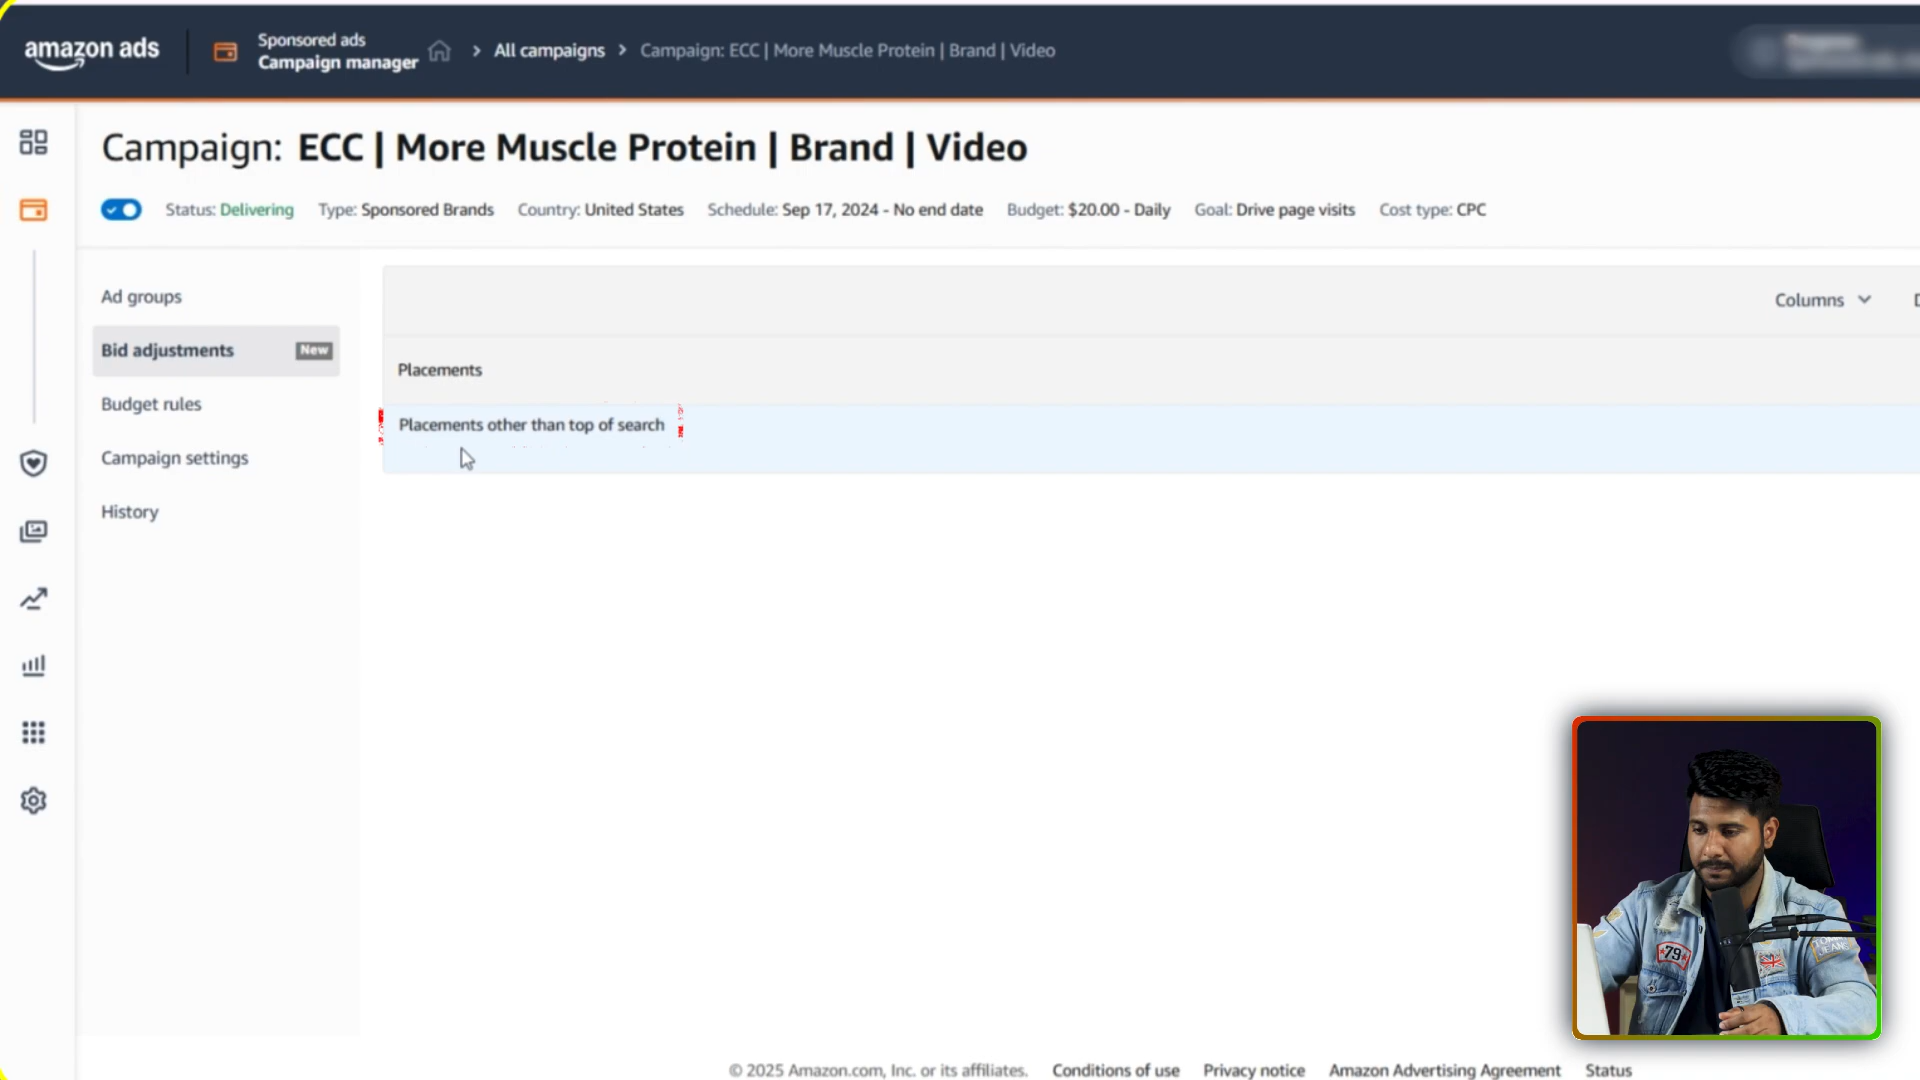 amazon ads
Sponsored ads
Campaign manager
All campaigns
Campaign: ECC | More Muscle Protein | Brand | Video
Campaign: ECC | More Muscle Protein | Brand | Video
Status: Delivering
Type: Sponsored Brands
Country: United States
Schedule: Sep 17, 2024 - No end date
Budget: $20.00 - Daily
Goal: Drive page visits
Cost type: CPC
Ad groups
Bid adjustments
New
Budget rules
Campaign settings
History
Columns
Placements
Placements other than top of search
79
© 2025 Amazon.com, Inc. or its affiliates.
Conditions of use
Privacy notice
Amazon Advertising Agreement
Status